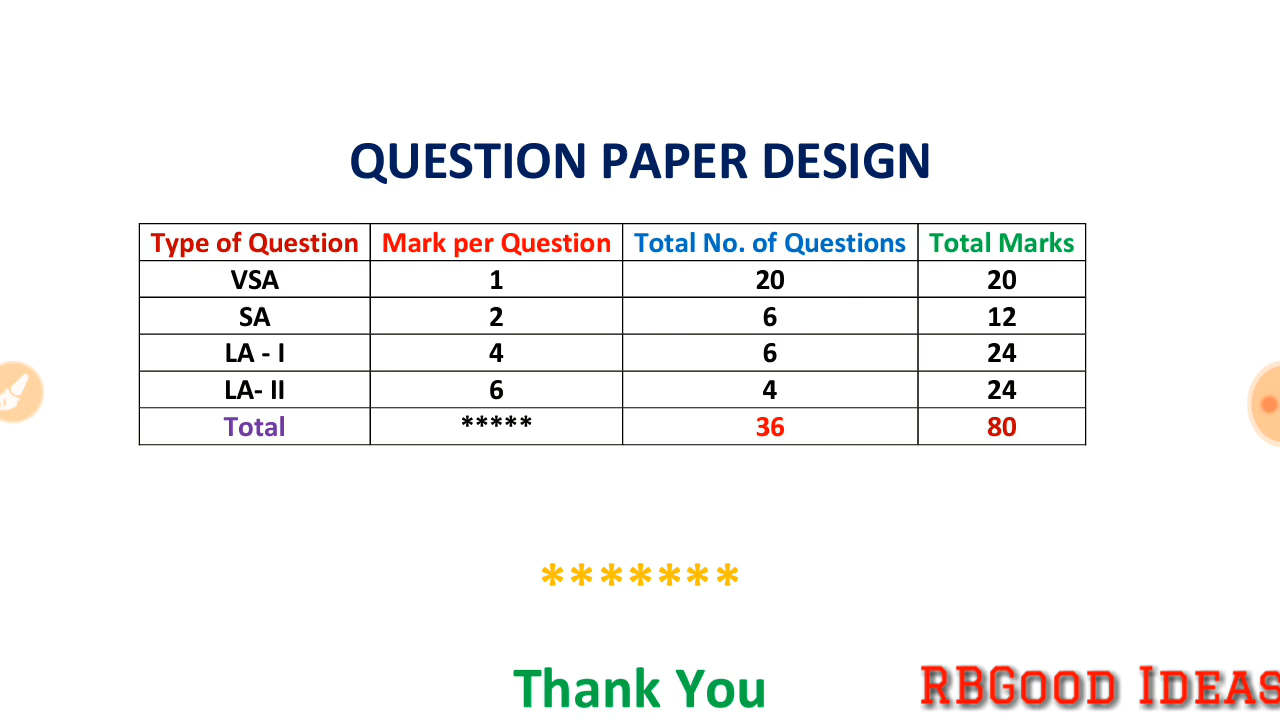 QUESTION PAPER DESIGN
Type of Question Mark per Question Total No. of Questions Total Marks
VSA 1 20 20
SA 2 6 12
LA - I 4 6 24
LA- II 6 4 24
Total ***** 36 80
*******
Thank You
RBGood Ideas